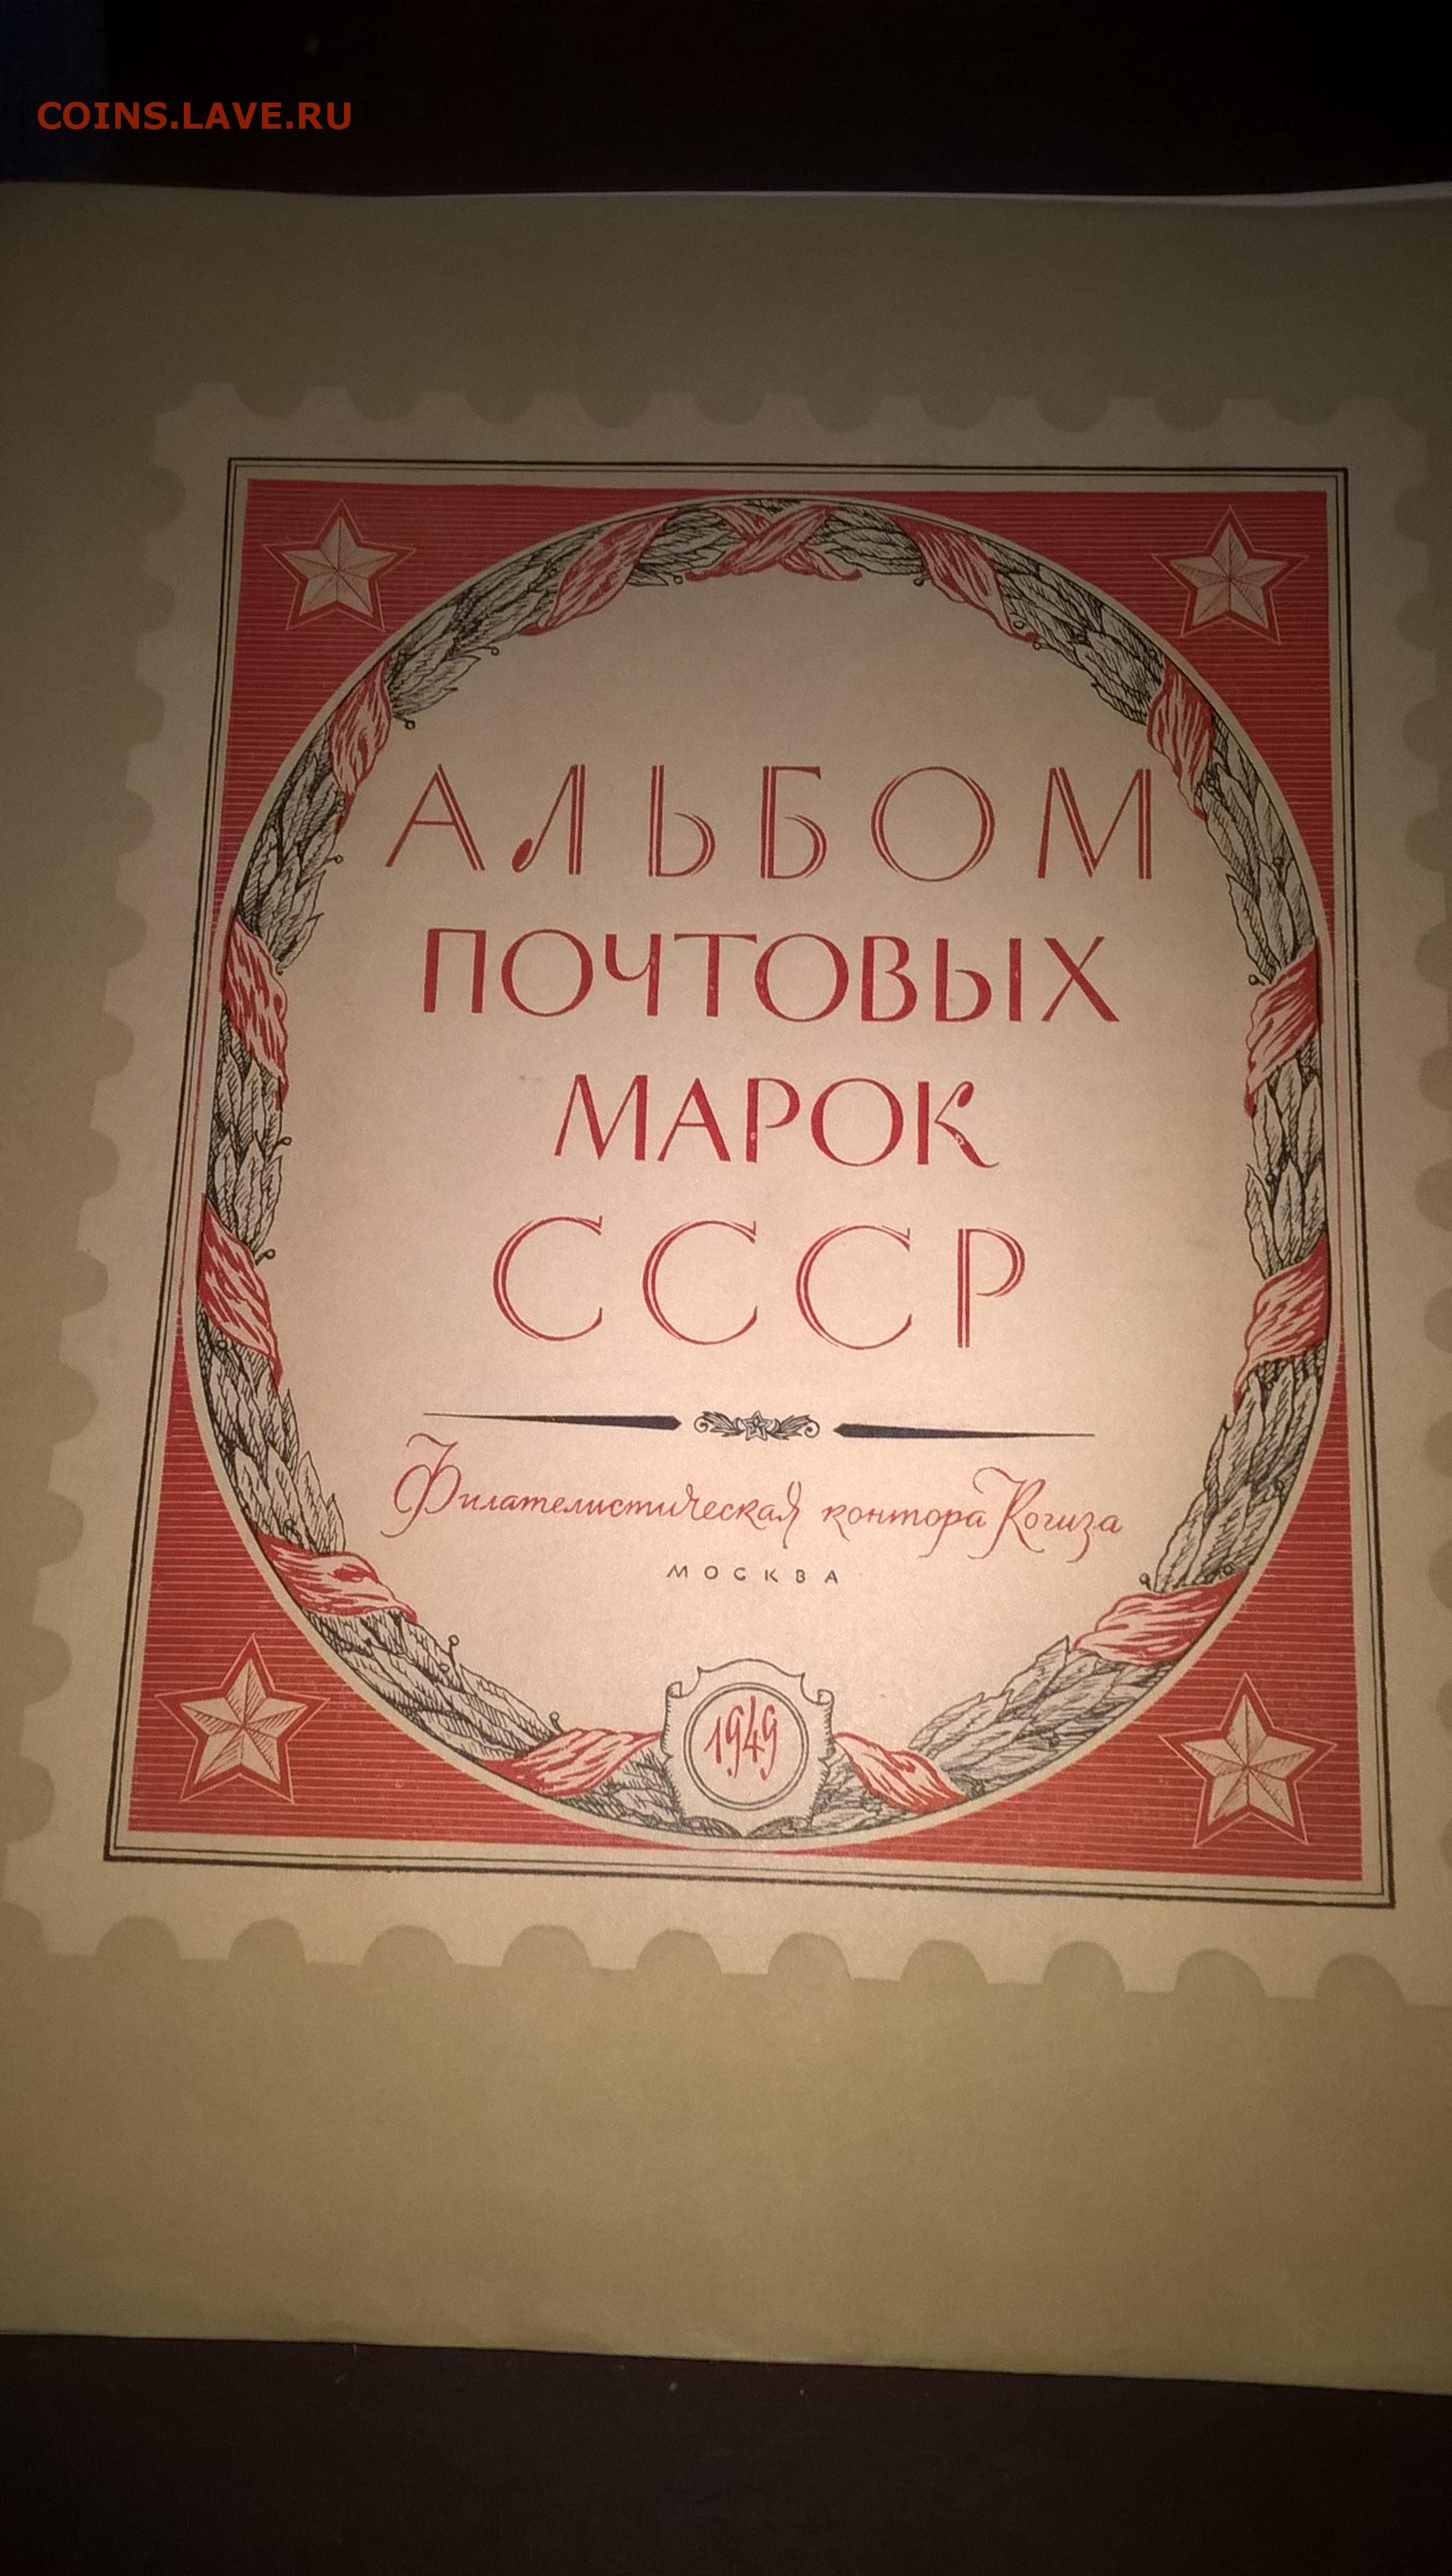 COINS.LAVE.RU
АЛЬБОМ
ПОЧТОВЫХ
МАРОК
СССР
Филателистическая контора Когиза
МОСКВА
1949